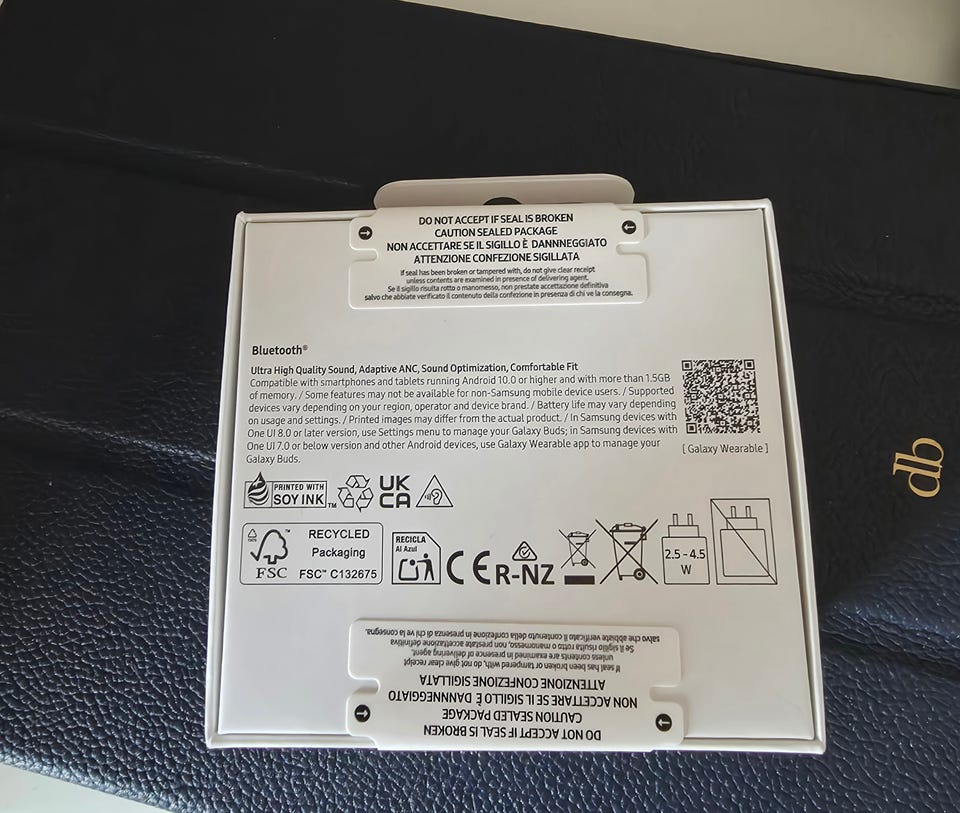 DO NOT ACCEPT IF SEAL IS BROKEN
CAUTION SEALED PACKAGE
NON ACCETTARE SE IL SIGILLO È DANNNEGGIATO
ATTENZIONE CONFEZIONE SIGILLATA
If seal has been broken or tampered with, do not give clear receipt
unless contents are examined in presence of delivering agent.
Se il sigillo risulta rotto o manomesso, non prestate accettazione definitiva
salvo che abbiate verificato il contenuto della confezione in presenza di chi ve la consegna.
Bluetooth®
Ultra High Quality Sound, Adaptive ANC, Sound Optimization, Comfortable Fit
Compatible with smartphones and tablets running Android 10.0 or higher and with more than 1.5GB
of memory. / Some features may not be available for non-Samsung mobile device users. / Supported
devices vary depending on your region, operator and device brand. / Battery life may vary depending
on usage and settings. / Printed images may differ from the actual product. / In Samsung devices with
One UI 8.0 or later version, use Settings menu to manage your Galaxy Buds; in Samsung devices with
One UI 7.0 or below version and other Android devices, use Galaxy Wearable app to manage your
Galaxy Buds.
[ Galaxy Wearable ]
db
PRINTED WITH
SOY INK™
UK
CA
FSC™
RECYCLED
Packaging
FSC™ C132675
RECICLA
Al Azul
CE
R-NZ
2.5 - 4.5
W
DO NOT ACCEPT IF SEAL IS BROKEN
CAUTION SEALED PACKAGE
NON ACCETTARE SE IL SIGILLO È DANNNEGGIATO
ATTENZIONE CONFEZIONE SIGILLATA
If seal has been broken or tampered with, do not give clear receipt
unless contents are examined in presence of delivering agent.
Se il sigillo risulta rotto o manomesso, non prestate accettazione definitiva
salvo che abbiate verificato il contenuto della confezione in presenza di chi ve la consegna.